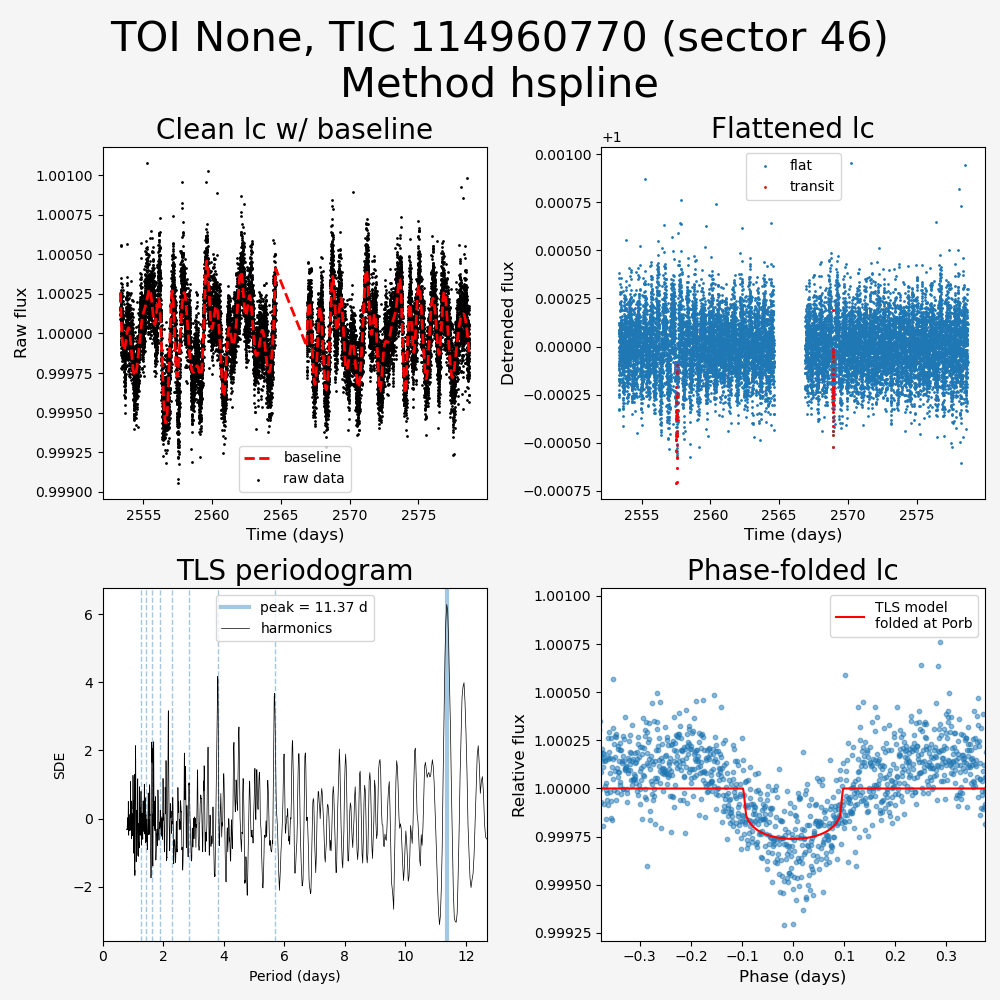 TOI None, TIC 114960770 (sector 46)
Method hspline
Clean lc w/ baseline
Raw flux
1.00100
1.00075
1.00050
1.00025
1.00000
0.99975
0.99950
0.99925
0.99900
baseline
raw data
2555
2560
2565
2570
2575
Time (days)
Flattened lc
+1
Detrended flux
0.00100
0.00075
0.00050
0.00025
0.00000
−0.00025
−0.00050
−0.00075
flat
transit
2555
2560
2565
2570
2575
Time (days)
TLS periodogram
SDE
6
4
2
0
−2
peak = 11.37 d
harmonics
0
2
4
6
8
10
12
Period (days)
Phase-folded lc
Relative flux
1.00100
1.00075
1.00050
1.00025
1.00000
0.99975
0.99950
0.99925
TLS model
folded at Porb
−0.3
−0.2
−0.1
0.0
0.1
0.2
0.3
Phase (days)